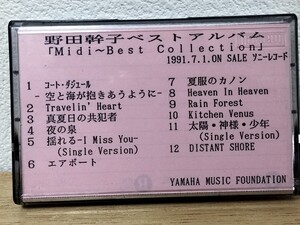 野田幹子ベストアルバム
「Midi~Best Collection」
1991.7.1.ON SALE ソニーレコード
1 コート・ダジュール
- 空と海が抱きあうように-
2 Travelin' Heart
3 真夏日の共犯者
4 夜の泉
5 揺れる-I Miss You-
(Single Version)
6 エアポート
7 夏服のカノン
8 Heaven In Heaven
9 Rain Forest
10 Kitchen Venus
11 太陽・神様・少年
(Single Version)
12 DISTANT SHORE
YAMAHA MUSIC FOUNDATION